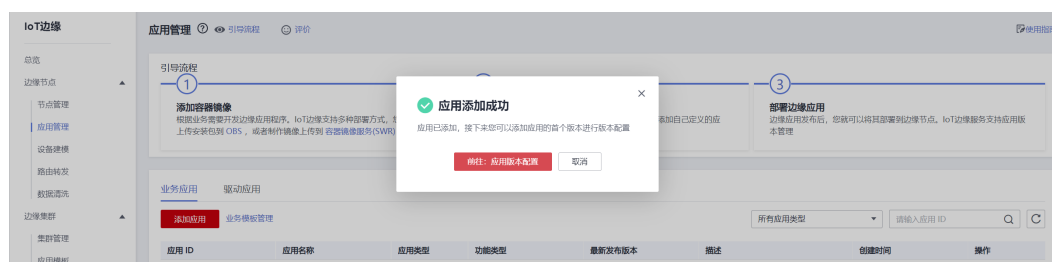 IoT边缘
总览
边缘节点
节点管理
应用管理
设备建模
路由转发
数据清洗
边缘集群
集群管理
应用模板
应用管理 引导流程 评价
使用指
引导流程
1
添加容器镜像
根据业务需要开发边缘应用程序。IoT边缘支持多种部署方式,
上传安装包到 OBS ,或者制作镜像上传到 容器镜像服务(SWR)
添加自己定义的应
3
部署边缘应用
边缘应用发布后,您就可以将其部署到边缘节点。IoT边缘服务支持应用版
本管理
应用添加成功
应用已添加,接下来您可以添加应用的首个版本进行版本配置
前往:应用版本配置 取消
业务应用 驱动应用
添加应用 业务模板管理
所有应用类型 请输入应用 ID
应用 ID 应用名称 应用类型 功能类型 最新发布版本 描述 创建时间 操作